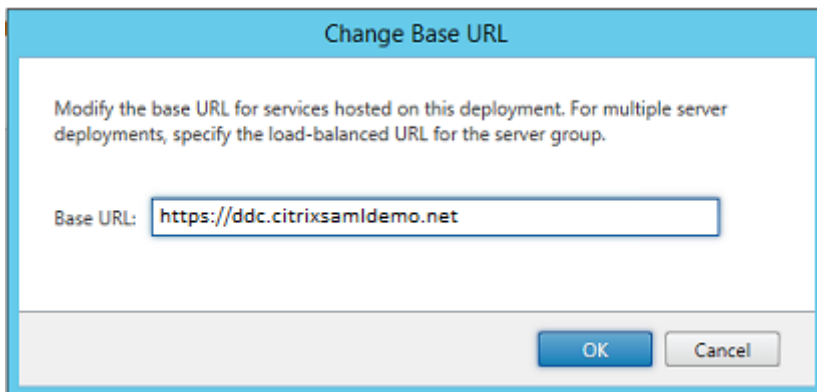 Change Base URL
Modify the base URL for services hosted on this deployment. For multiple server
deployments, specify the load-balanced URL for the server group.
Base URL: https://ddc.citrixsamldemo.net
OK Cancel